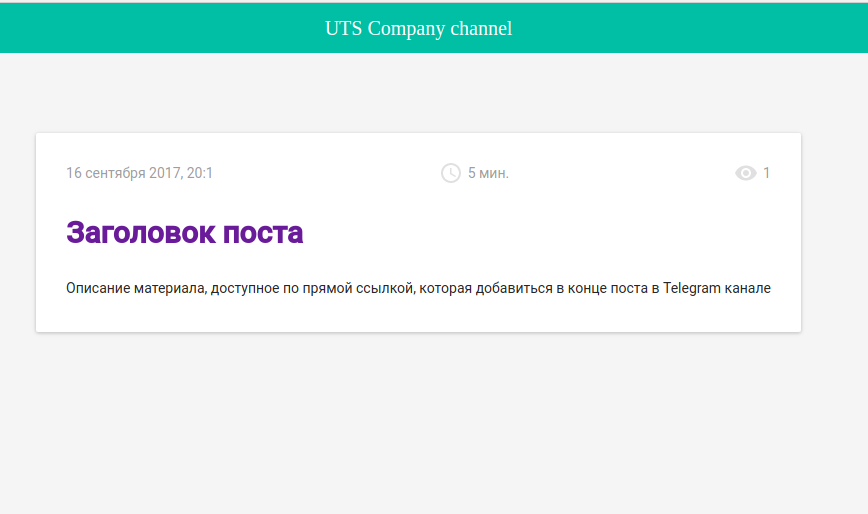 UTS Company channel
16 сентября 2017, 20:1 5 мин. 1
Заголовок поста
Описание материала, доступное по прямой ссылкой, которая добавиться в конце поста в Telegram канале